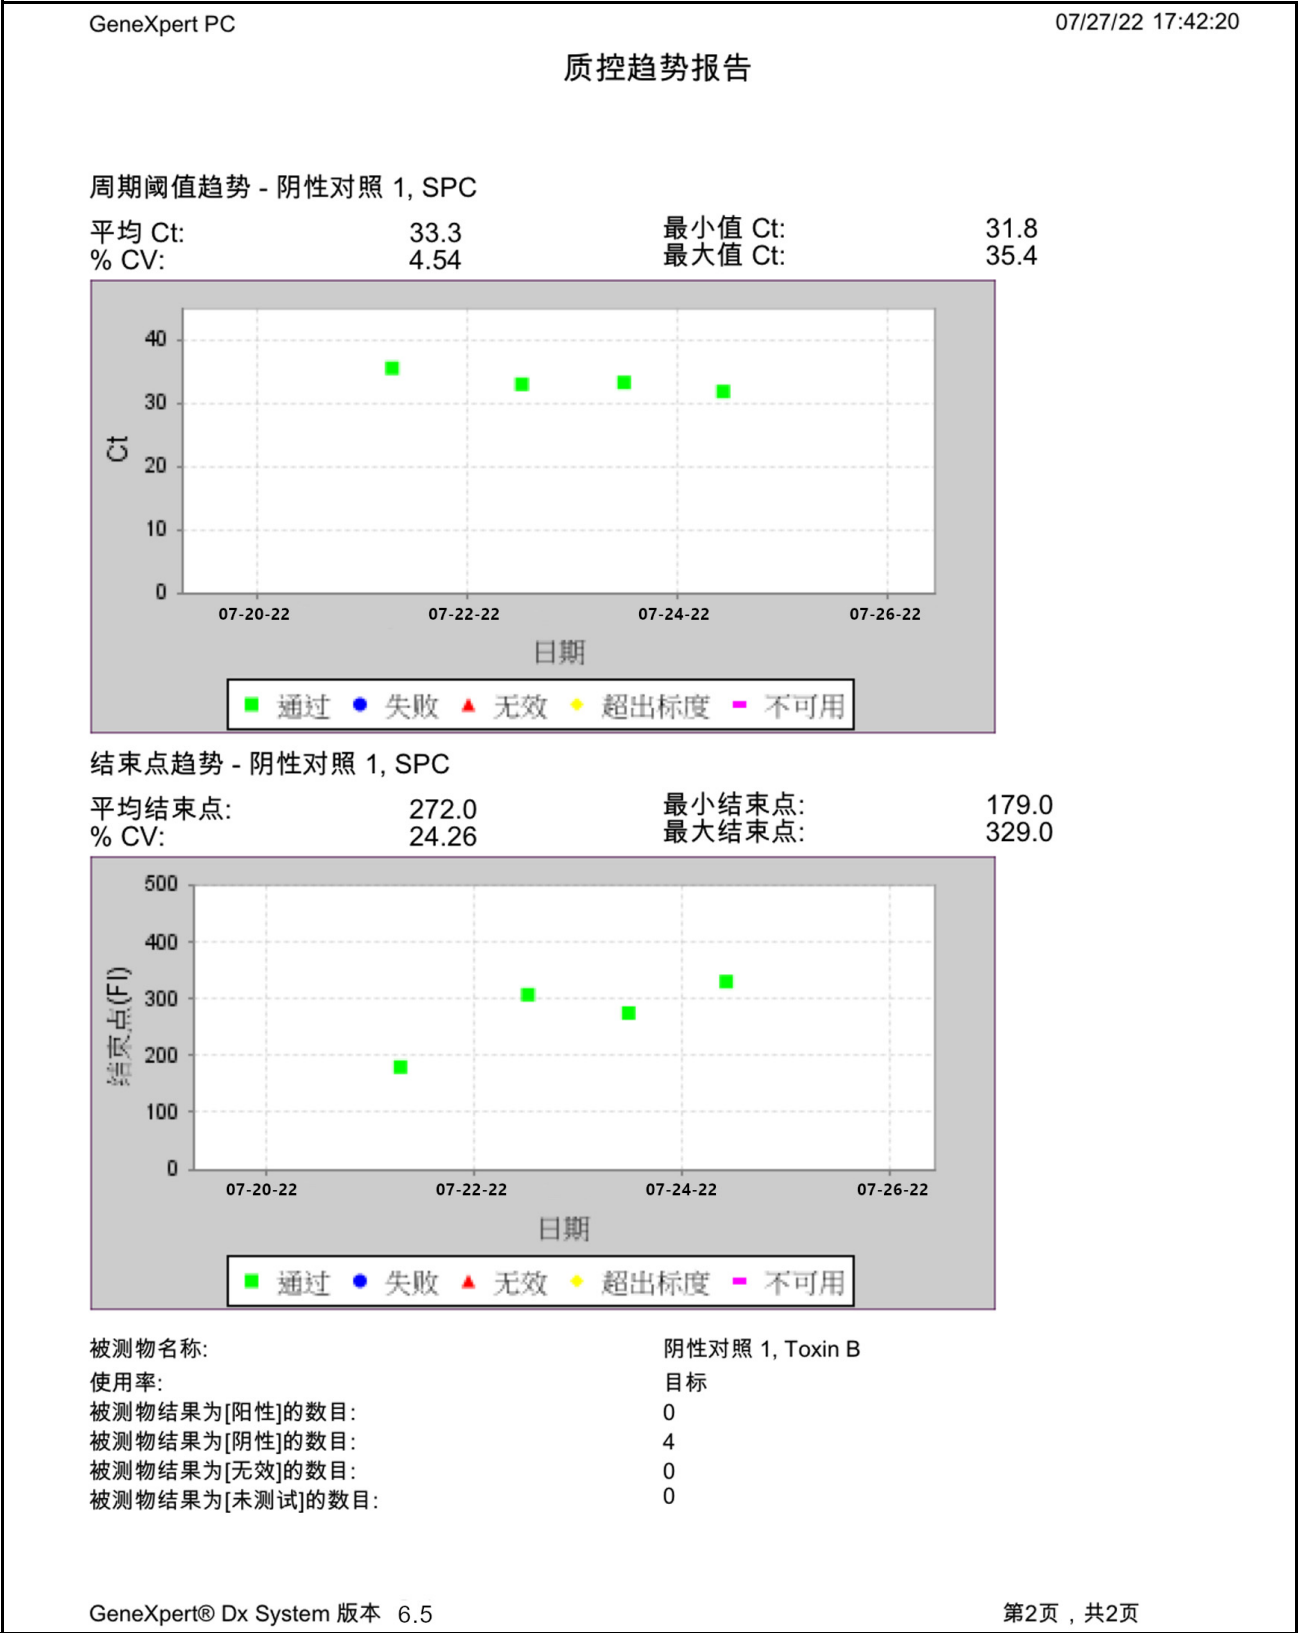 GeneXpert PC 07/27/22 17:42:20
质控趋势报告
周期阈值趋势 - 阴性对照 1, SPC
平均 Ct: 33.3 最小值 Ct: 31.8
% CV: 4.54 最大值 Ct: 35.4
40
30
20
10
0
Ct
07-20-22 07-22-22 07-24-22 07-26-22
日期
通过 失败 无效 超出标度 不可用
结束点趋势 - 阴性对照 1, SPC
平均结束点: 272.0 最小结束点: 179.0
% CV: 24.26 最大结束点: 329.0
500
400
300
200
100
0
结束点(FI)
07-20-22 07-22-22 07-24-22 07-26-22
日期
通过 失败 无效 超出标度 不可用
被测物名称: 阴性对照 1, Toxin B
使用率: 目标
被测物结果为[阳性]的数目: 0
被测物结果为[阴性]的数目: 4
被测物结果为[无效]的数目: 0
被测物结果为[未测试]的数目: 0
GeneXpert® Dx System 版本 6.5 第2页，共2页